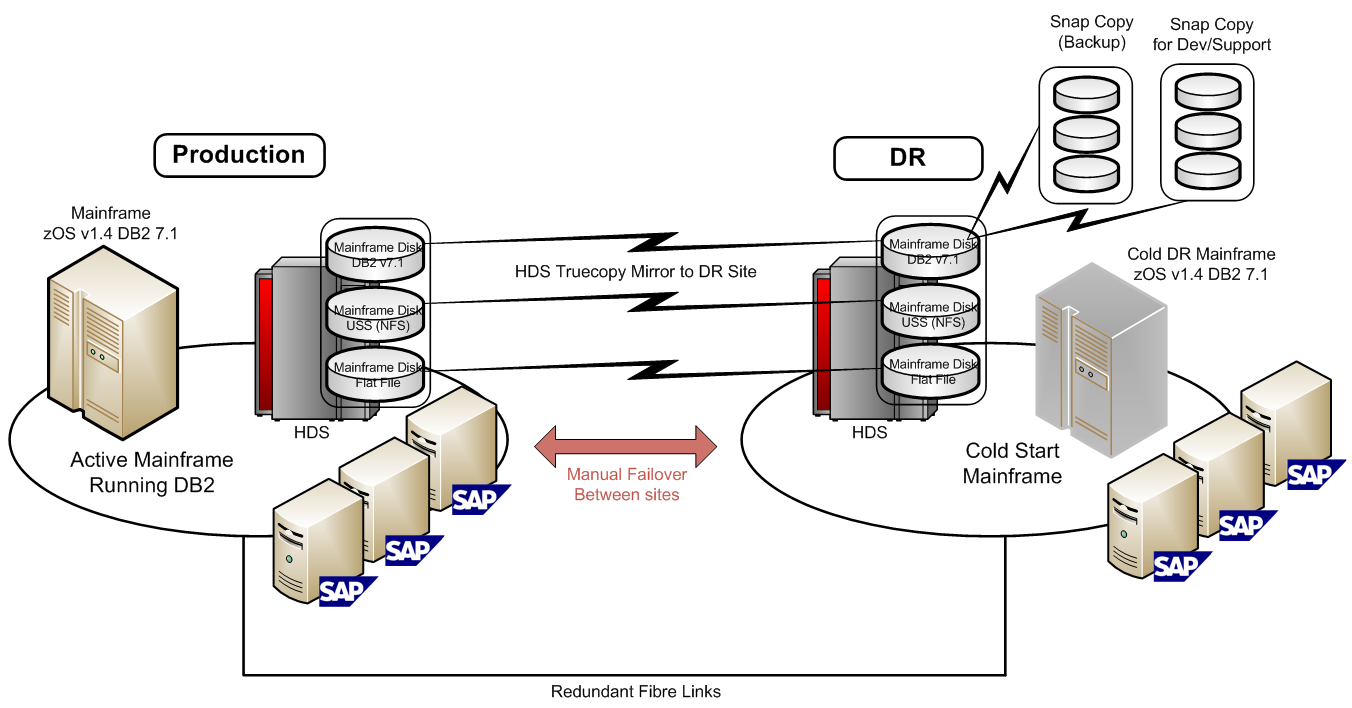 Snap Copy
(Backup)
Snap Copy
for Dev/Support
Production
DR
Mainframe
zOS v1.4 DB2 7.1
Mainframe Disk
DB2 v7.1
Mainframe Disk
USS (NFS)
Mainframe Disk
Flat File
HDS
HDS Truecopy Mirror to DR Site
Mainframe Disk
DB2 v7.1
Mainframe Disk
USS (NFS)
Mainframe Disk
Flat File
HDS
Cold DR Mainframe
zOS v1.4 DB2 7.1
Active Mainframe
Running DB2
Manual Failover
Between sites
Cold Start
Mainframe
SAP
SAP
SAP
SAP
SAP
SAP
Redundant Fibre Links